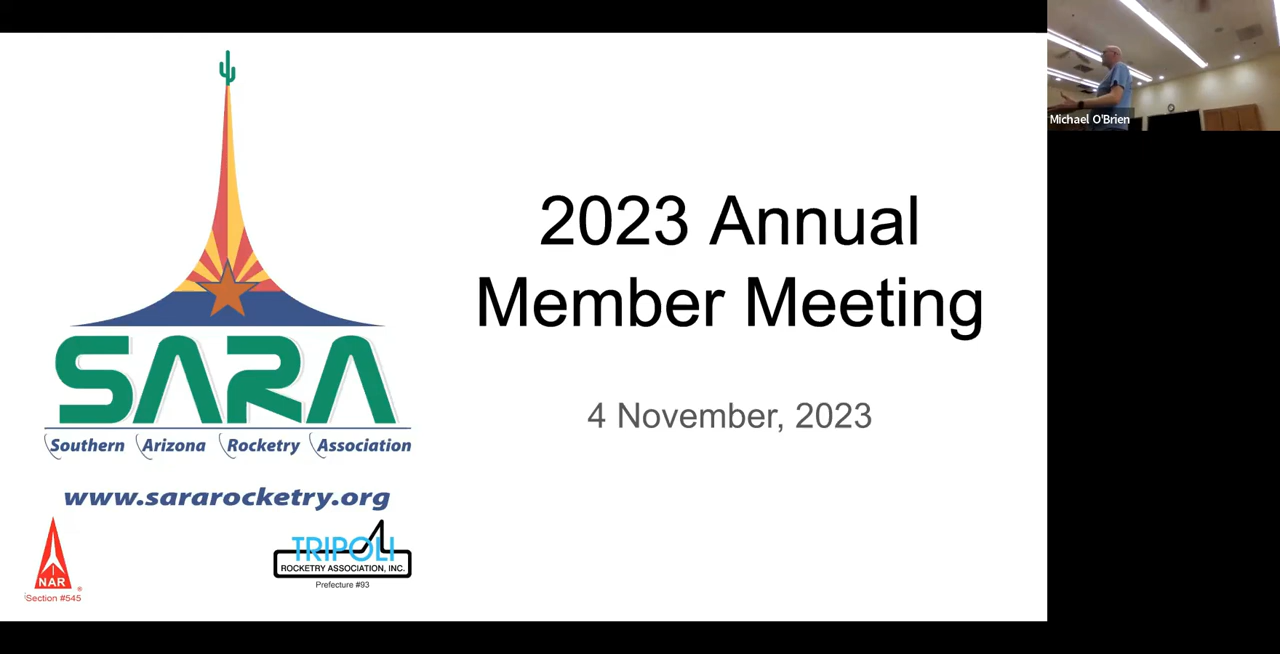 SARA
Southern Arizona Rocketry Association
www.sararocketry.org
NAR
®
Section #545
TRIPOLI
ROCKETRY ASSOCIATION, INC.
Prefecture #93
2023 Annual
Member Meeting
4 November, 2023
Michael O'Brien